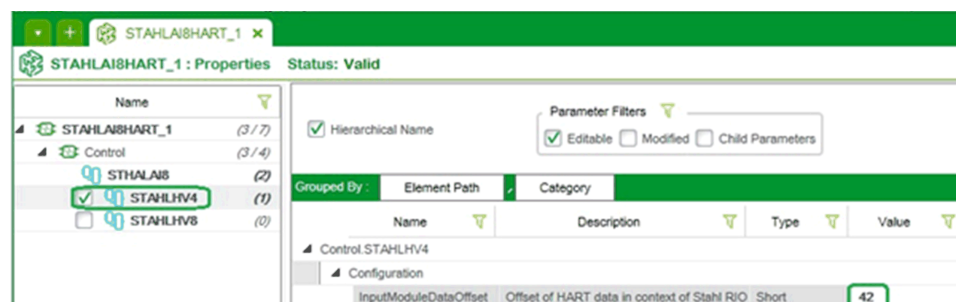 STAHLAI8HART_1
STAHLAI8HART_1 : Properties Status: Valid
Name
STAHLAI8HART_1 (3 / 7)
Control (3 / 4)
STHALAI8 (2)
STAHLHV4 (1)
STAHLHV8 (0)
Hierarchical Name
Parameter Filters
Editable Modified Child Parameters
Grouped By : Element Path , Category
Name Description Type Value
Control.STAHLHV4
Configuration
InputModuleDataOffset Offset of HART data in context of Stahl RIO Short 42